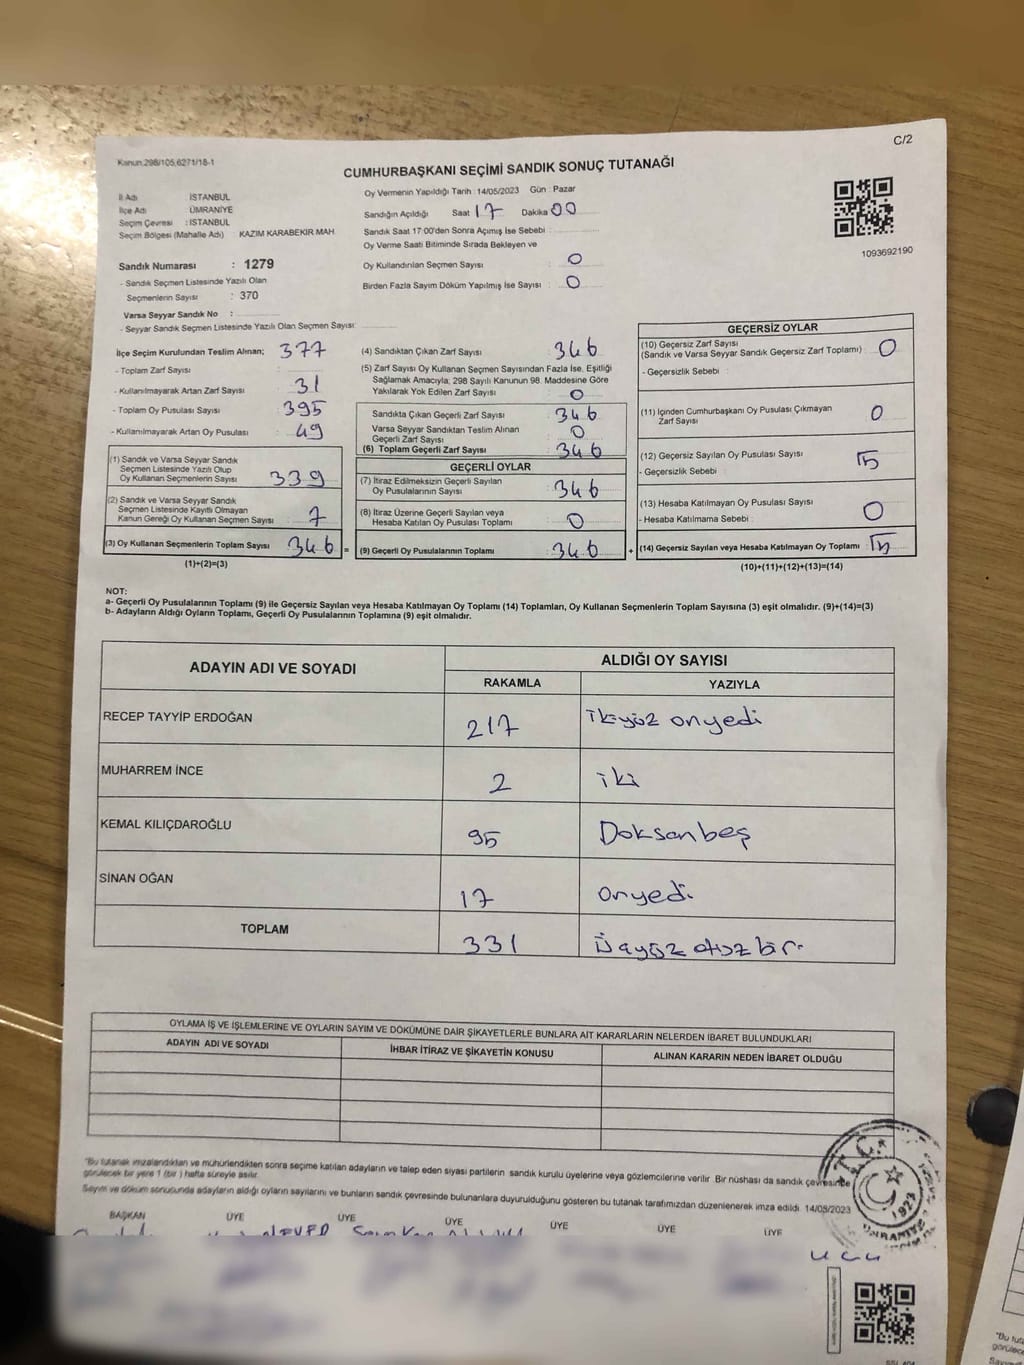 C/2
Kanun,298/105,6271/18-1
CUMHURBAŞKANI SEÇİMİ SANDIK SONUÇ TUTANAĞI
İl Adı : İSTANBUL
İlçe Adı : ÜMRANİYE
Seçim Çevresi : İSTANBUL
Seçim Bölgesi (Mahalle Adı) : KAZIM KARABEKİR MAH.
Sandık Numarası : 1279
- Sandık Seçmen Listesinde Yazılı Olan
Seçmenlerin Sayısı : 370
Varsa Seyyar Sandık No :
- Seyyar Sandık Listesinde Yazılı Olan Seçmen Sayısı:
Oy Vermenin Yapıldığı Tarih : 14/05/2023 Gün : Pazar
Sandığın Açıldığı Saat 17 Dakika 00
Sandık Saat 17:00'den Sonra Açımış İse Sebebi :
Oy Verme Saati Bitiminde Sırada Bekleyen ve
Oy Kullandırılan Seçmen Sayısı : 0
Birden Fazla Sayım Döküm Yapılmış İse Sayısı : 0
1093692190
İlçe Seçim Kurulundan Teslim Alınan; 377
- Toplam Zarf Sayısı
- Kullanılmayarak Artan Zarf Sayısı 31
- Toplam Oy Pusulası Sayısı 395
- Kullanılmayarak Artan Oy Pusulası 49
(1) Sandık ve Varsa Seyyar Sandık
Seçmen Listesinde Yazılı Olup
Oy Kullanan Seçmenlerin Sayısı 339
(2) Sandık ve Varsa Seyyar Sandık
Seçmen Listesinde Kayıtlı Olmayan
Kanun Gereği Oy Kullanan Seçmen Sayısı 7
(3) Oy Kullanan Seçmenlerin Toplam Sayısı 346 =
(1)+(2)=(3)
(4) Sandıktan Çıkan Zarf Sayısı 346
(5) Zarf Sayısı Oy Kullanan Seçmen Sayısından Fazla İse, Eşitliği
Sağlamak Amacıyla; 298 Sayılı Kanunun 98. Maddesine Göre
Yakılarak Yok Edilen Zarf Sayısı : 0
Sandıkta Çıkan Geçerli Zarf Sayısı : 346
Varsa Seyyar Sandıktan Teslim Alınan
Geçerli Zarf Sayısı 0
(6) Toplam Geçerli Zarf Sayısı : 346
GEÇERLİ OYLAR
(7) İtiraz Edilmeksizin Geçerli Sayılan
Oy Pusulalarının Sayısı : 346
(8) İtiraz Üzerine Geçerli Sayılan veya
Hesaba Katılan Oy Pusulası Toplamı : 0
(9) Geçerli Oy Pusulalarının Toplamı : 346 +
GEÇERSİZ OYLAR
(10) Geçersiz Zarf Sayısı
(Sandık ve Varsa Seyyar Sandık Geçersiz Zarf Toplamı) : 0
- Geçersizlik Sebebi :
(11) İçinden Cumhurbaşkanı Oy Pusulası Çıkmayan
Zarf Sayısı : 0
(12) Geçersiz Sayılan Oy Pusulası Sayısı : 15
- Geçersizlik Sebebi :
(13) Hesaba Katılmayan Oy Pusulası Sayısı : 0
- Hesaba Katılmama Sebebi :
(14) Geçersiz Sayılan veya Hesaba Katılmayan Oy Toplamı : 15
(10)+(11)+(12)+(13)=(14)
NOT:
a- Geçerli Oy Pusulalarının Toplamı (9) ile Geçersiz Sayılan veya Hesaba Katılmayan Oy Toplamı (14) Toplamları, Oy Kullanan Seçmenlerin Toplam Sayısına (3) eşit olmalıdır. (9)+(14)=(3)
b- Adayların Aldığı Oyların Toplamı, Geçerli Oy Pusulalarının Toplamına (9) eşit olmalıdır.
ADAYIN ADI VE SOYADI ALDIĞI OY SAYISI
RAKAMLA YAZIYLA
RECEP TAYYİP ERDOĞAN 217 ikiyüz onyedi
MUHARREM İNCE 2 iki
KEMAL KILIÇDAROĞLU 95 Doksanbeş
SİNAN OĞAN 17 onyedi
TOPLAM 331 Üçyüz otuz bir
OYLAMA İŞ VE İŞLEMLERİNE VE OYLARIN SAYIM VE DÖKÜMÜNE DAİR ŞİKAYETLERLE BUNLARA AİT KARARLARIN NELERDEN İBARET BULUNDUKLARI
ADAYIN ADI VE SOYADI İHBAR İTİRAZ VE ŞİKAYETİN KONUSU ALINAN KARARIN NEDEN İBARET OLDUĞU
"Bu tutanak imzalandıktan ve mühürlendikten sonra seçime katılan adayların ve talep eden siyasi partilerin sandık kurulu üyelerine veya gözlemcilerine verilir. Bir nüshası da sandık çevresinde
görülecek bir yere 1 (bir ) hafta süreyle asılır.
Sayım ve döküm sonucunda adayların aldığı oyların sayılarını ve bunların sandık çevresinde bulunanlara duyurulduğunu gösteren bu tutanak tarafımızdan düzenlenerek imza edildi. 14/05/2023
BAŞKAN ÜYE ÜYE ÜYE ÜYE ÜYE ÜYE
T.C.
1923
ÜMRANİYE
"Bu tuta
görülec
Sayım